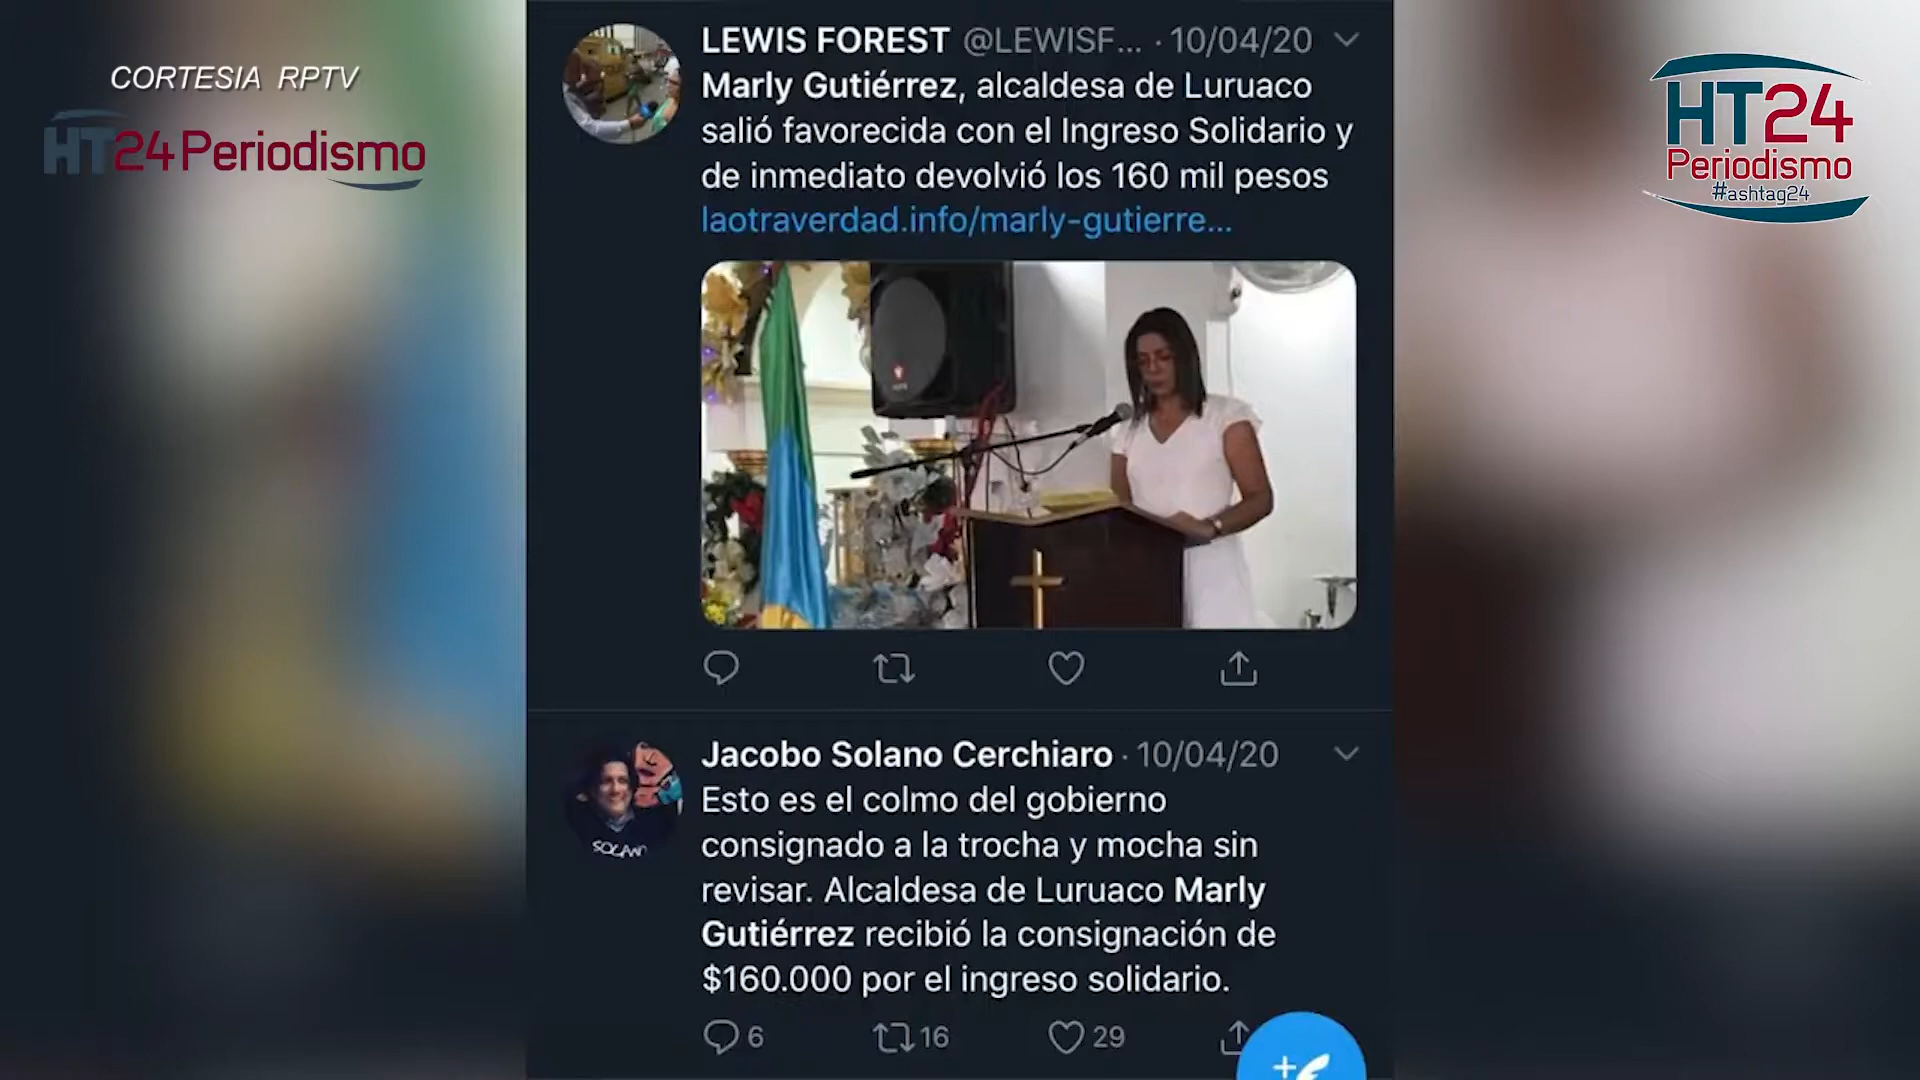 CORTESIA RPTV
HT24 Periodismo
HT24
Periodismo
#ashtag24
LEWIS FOREST @LEWISF... · 10/04/20
Marly Gutiérrez, alcaldesa de Luruaco
salió favorecida con el Ingreso Solidario y
de inmediato devolvió los 160 mil pesos
laotraverdad.info/marly-gutierre...
Jacobo Solano Cerchiaro · 10/04/20
Esto es el colmo del gobierno
consignado a la trocha y mocha sin
revisar. Alcaldesa de Luruaco Marly
Gutiérrez recibió la consignación de
$160.000 por el ingreso solidario.
6 16 29
SOLANO